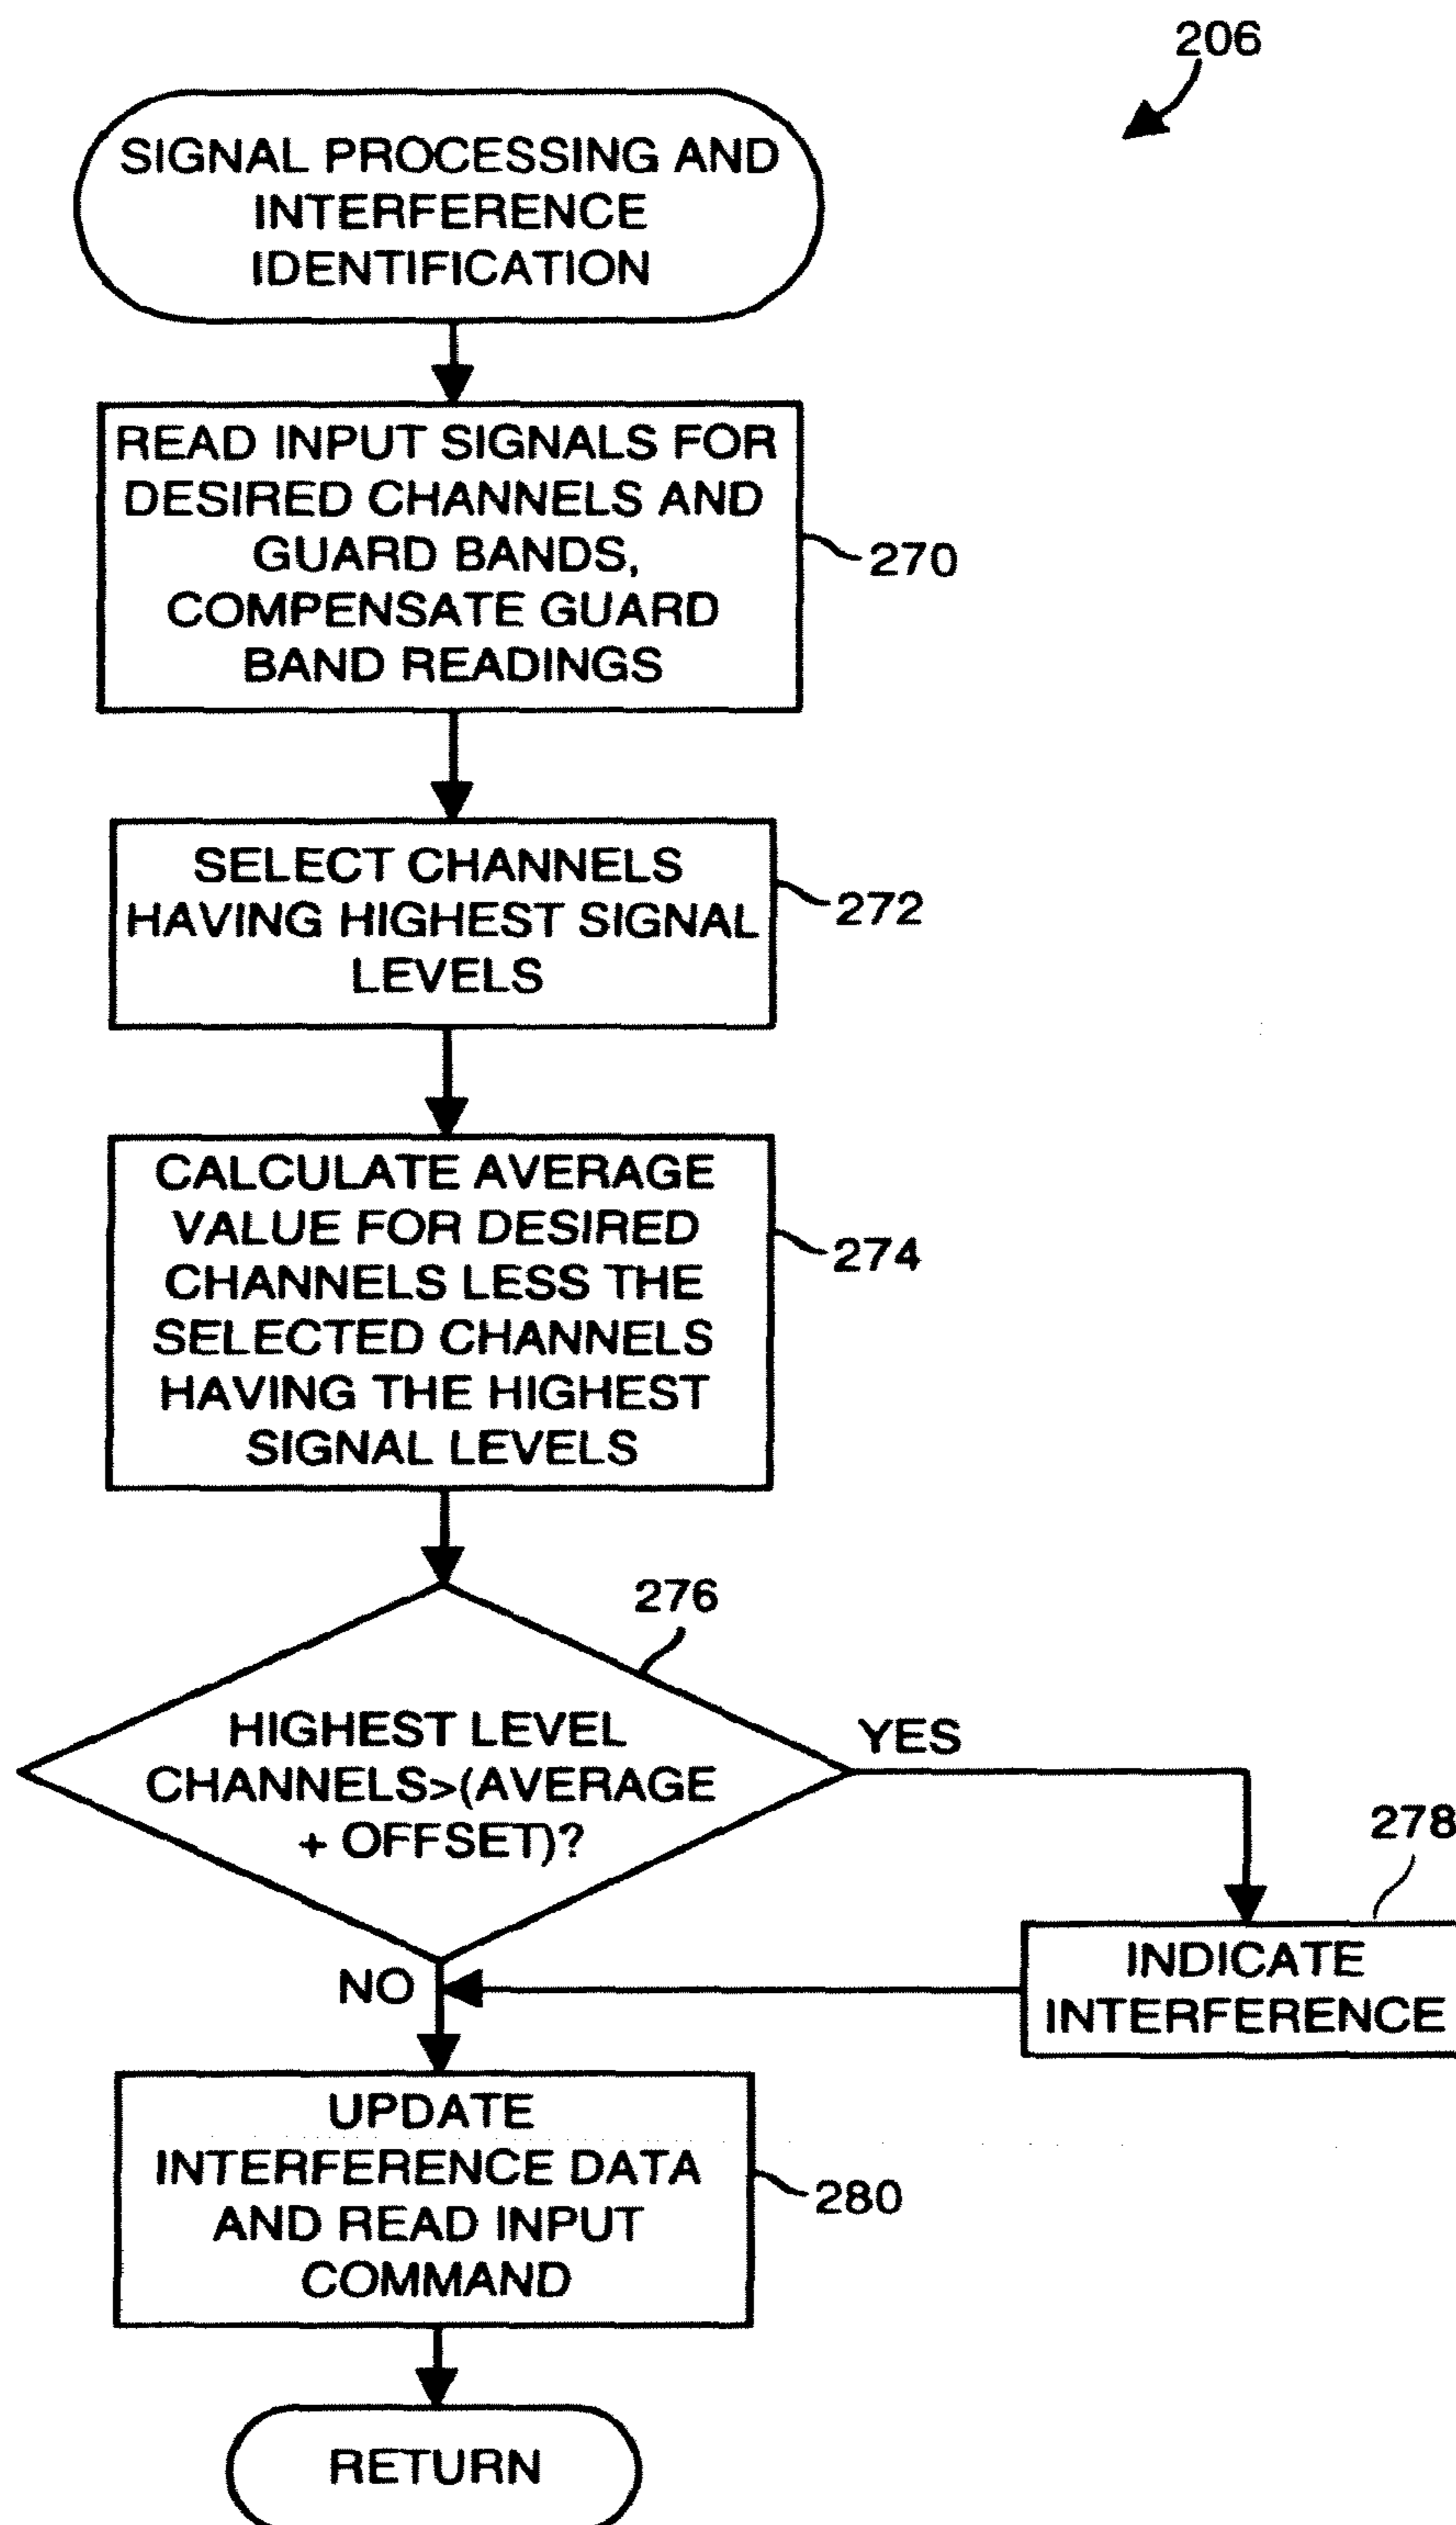 206
SIGNAL PROCESSING AND
INTERFERENCE
IDENTIFICATION
READ INPUT SIGNALS FOR
DESIRED CHANNELS AND
GUARD BANDS,
COMPENSATE GUARD
BAND READINGS
270
SELECT CHANNELS
HAVING HIGHEST SIGNAL
LEVELS
272
CALCULATE AVERAGE
VALUE FOR DESIRED
CHANNELS LESS THE
SELECTED CHANNELS
HAVING THE HIGHEST
SIGNAL LEVELS
274
276
HIGHEST LEVEL
CHANNELS>(AVERAGE
+ OFFSET)?
YES
278
INDICATE
INTERFERENCE
NO
UPDATE
INTERFERENCE DATA
AND READ INPUT
COMMAND
280
RETURN